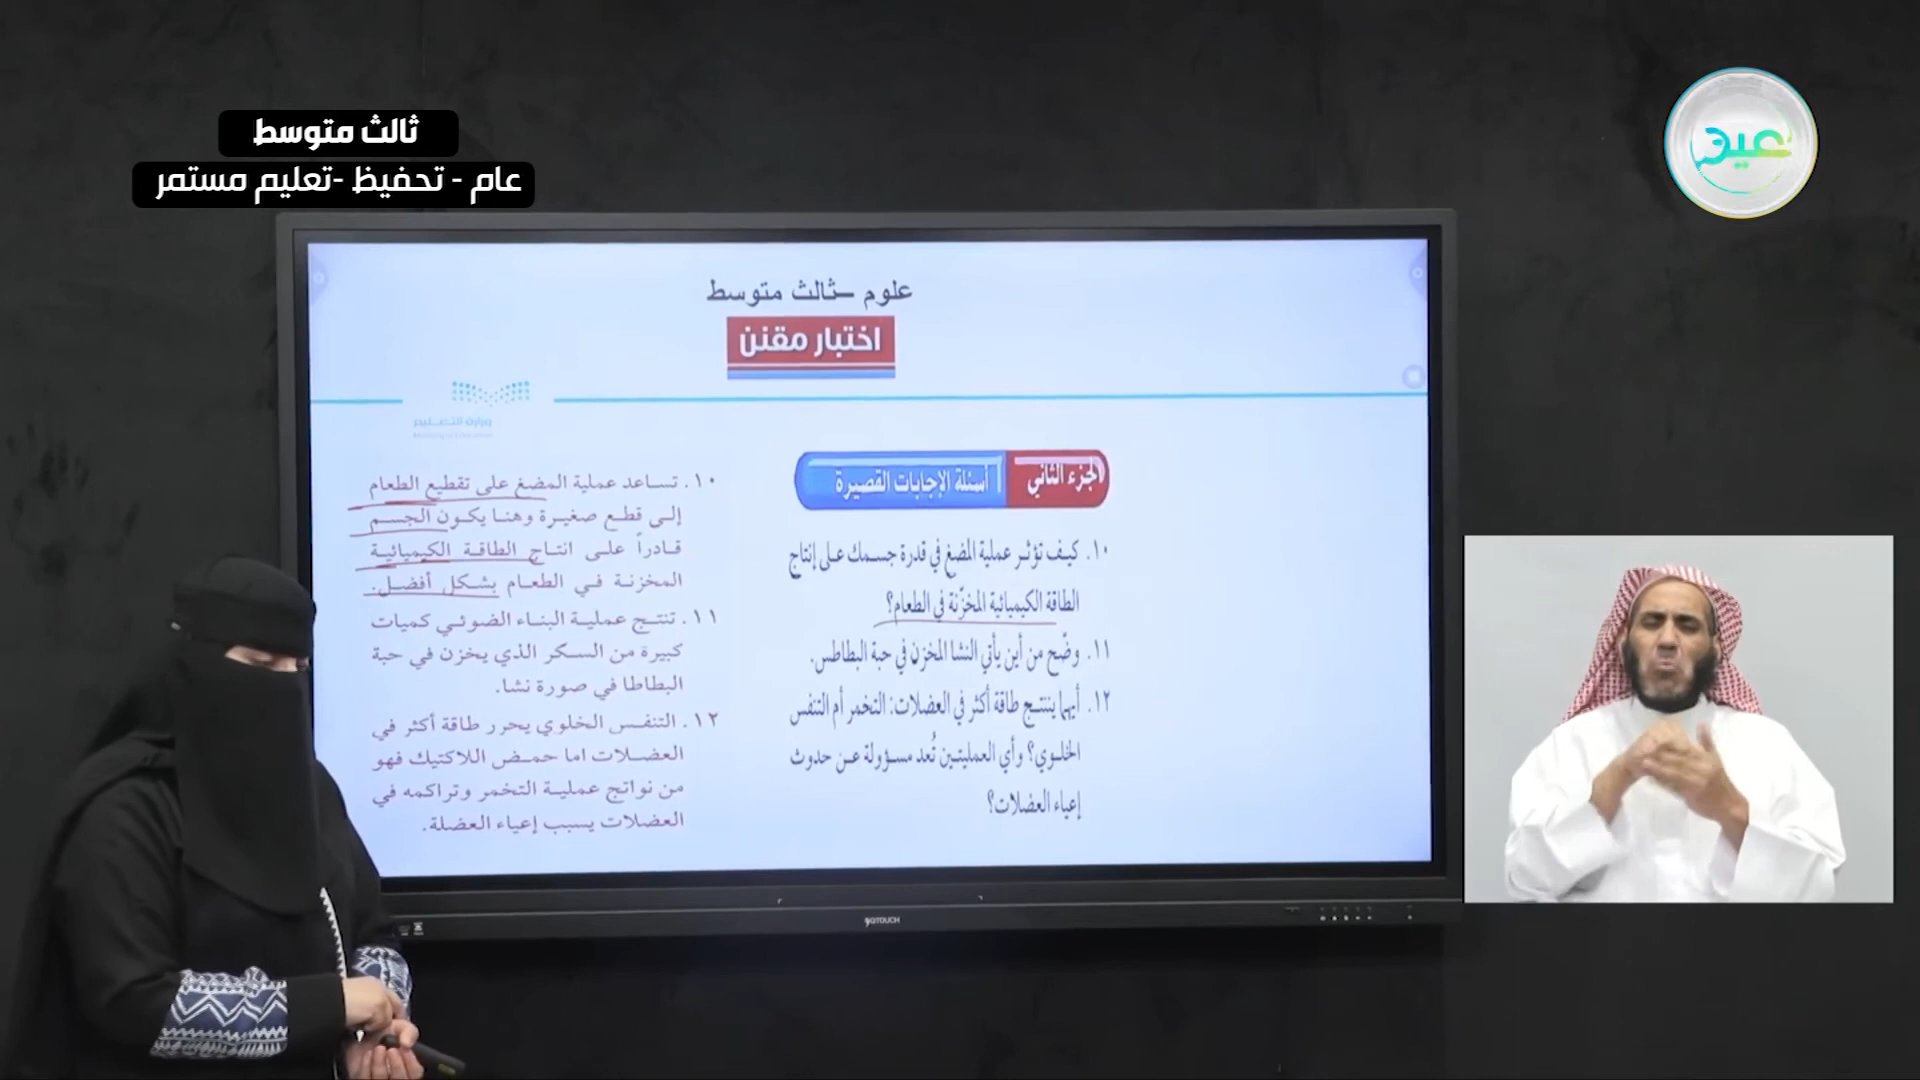 ثالث متوسط
عام - تحفيظ -تعليم مستمر
عين
علوم –ثالث متوسط
اختبار مقنن
وزارة التعليم
Ministry of Education
الجزء الثاني | أسئلة الإجابات القصيرة
١٠. كيف تؤثر عملية المضغ في قدرة جسمك على إنتاج
الطاقة الكيميائية المخزّنة في الطعام؟
١١. وضّح من أين يأتي النشا المخزن في حبة البطاطس.
١٢. أيهما ينتج طاقة أكثر في العضلات: التخمر أم التنفس
الخلوي؟ وأي العمليتين تُعد مسؤولة عن حدوث
إعياء العضلات؟
١٠. تساعد عملية المضغ على تقطيع الطعام
إلى قطع صغيرة وهنا يكون الجسم
قادراً على انتاج الطاقة الكيميائية
المخزنة في الطعام بشكل أفضل.
١١. تنتج عملية البناء الضوئي كميات
كبيرة من السكر الذي يخزن في حبة
البطاطا في صورة نشا.
١٢. التنفس الخلوي يحرر طاقة أكثر في
العضلات اما حمض اللاكتيك فهو
من نواتج عملية التخمر وتراكمه في
العضلات يسبب إعياء العضلة.